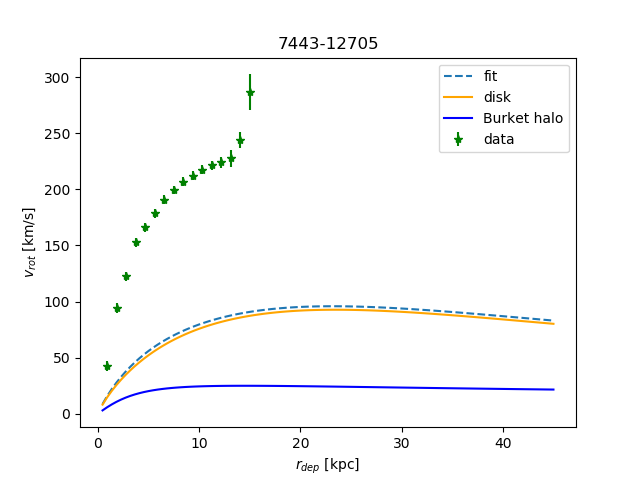 7443-12705
fit
disk
Burket halo
data
v_rot [km/s]
300
250
200
150
100
50
0
0 10 20 30 40
r_dep [kpc]